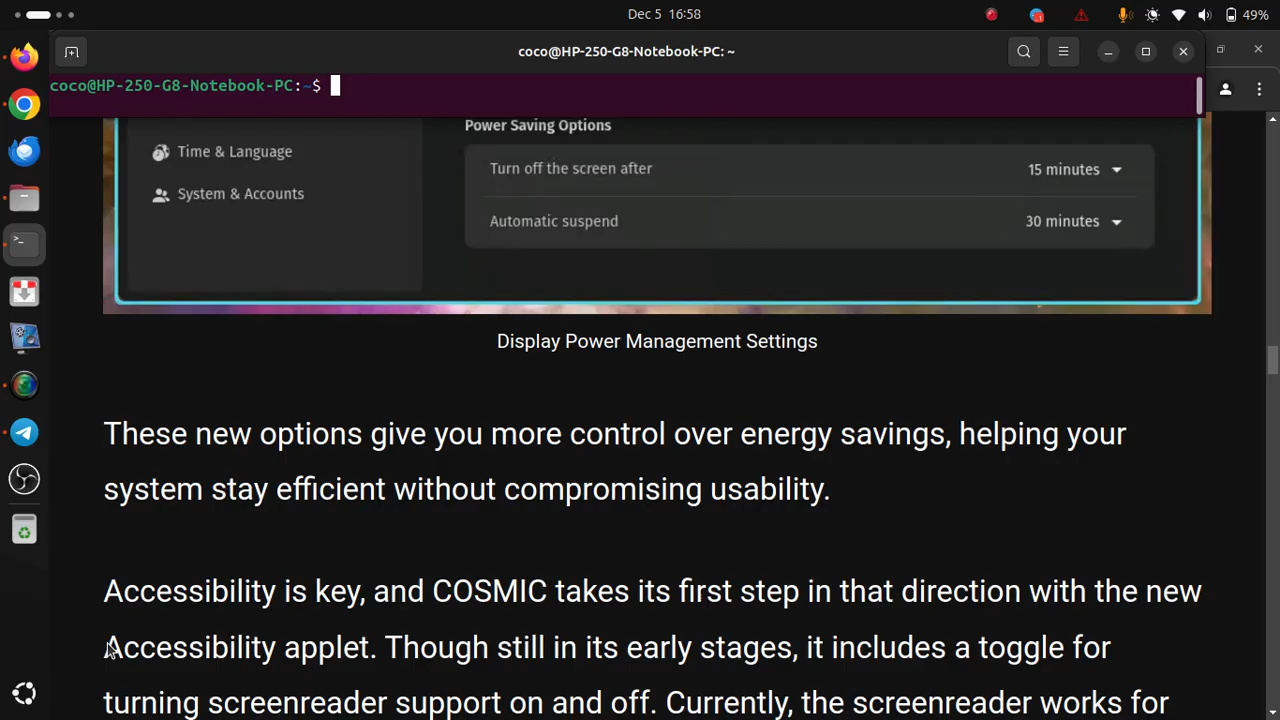 Dec 5 16:58
49%
coco@HP-250-G8-Notebook-PC: ~
coco@HP-250-G8-Notebook-PC:~$
Power Saving Options
Time & Language
Turn off the screen after 15 minutes
System & Accounts
Automatic suspend 30 minutes
Display Power Management Settings
These new options give you more control over energy savings, helping your
system stay efficient without compromising usability.
Accessibility is key, and COSMIC takes its first step in that direction with the new
Accessibility applet. Though still in its early stages, it includes a toggle for
turning screenreader support on and off. Currently, the screenreader works for